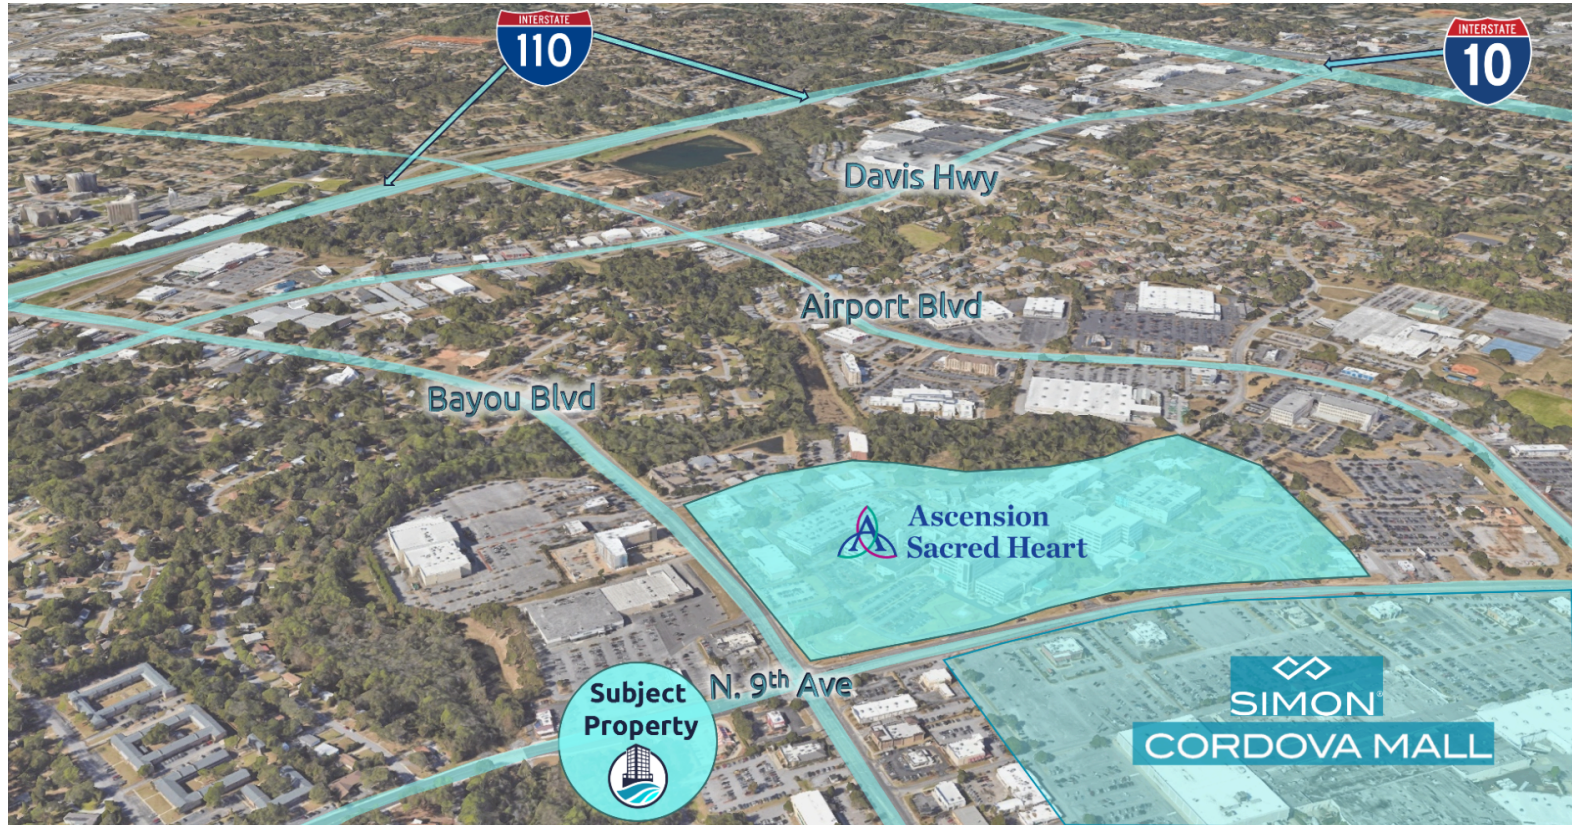 INTERSTATE
110
INTERSTATE
10
Davis Hwy
Airport Blvd
Bayou Blvd
Ascension
Sacred Heart
N. 9th Ave
Subject
Property
SIMON®
CORDOVA MALL